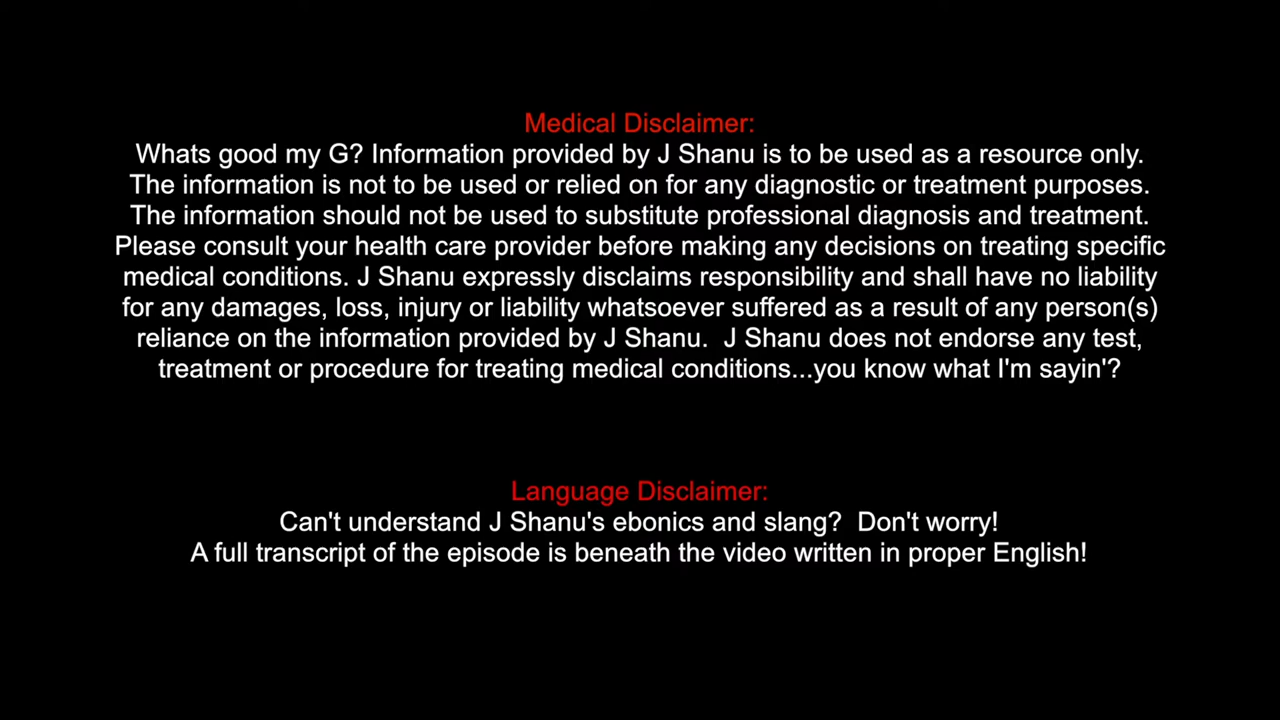 Medical Disclaimer:
Whats good my G? Information provided by J Shanu is to be used as a resource only.
The information is not to be used or relied on for any diagnostic or treatment purposes.
The information should not be used to substitute professional diagnosis and treatment.
Please consult your health care provider before making any decisions on treating specific
medical conditions. J Shanu expressly disclaims responsibility and shall have no liability
for any damages, loss, injury or liability whatsoever suffered as a result of any person(s)
reliance on the information provided by J Shanu.  J Shanu does not endorse any test,
treatment or procedure for treating medical conditions...you know what I'm sayin'?
Language Disclaimer:
Can't understand J Shanu's ebonics and slang?  Don't worry!
A full transcript of the episode is beneath the video written in proper English!